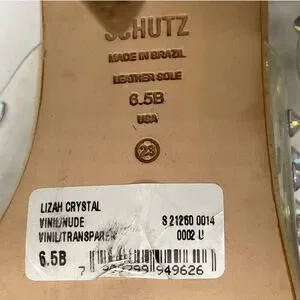 SCHUTZ
MADE IN BRAZIL
LEATHER SOLE
6.5B
USA
23
LIZAH CRYSTAL
VINIL/NUDE S 21260 0014
VINIL/TRANSPAREN 0002 U
6.5B
949626